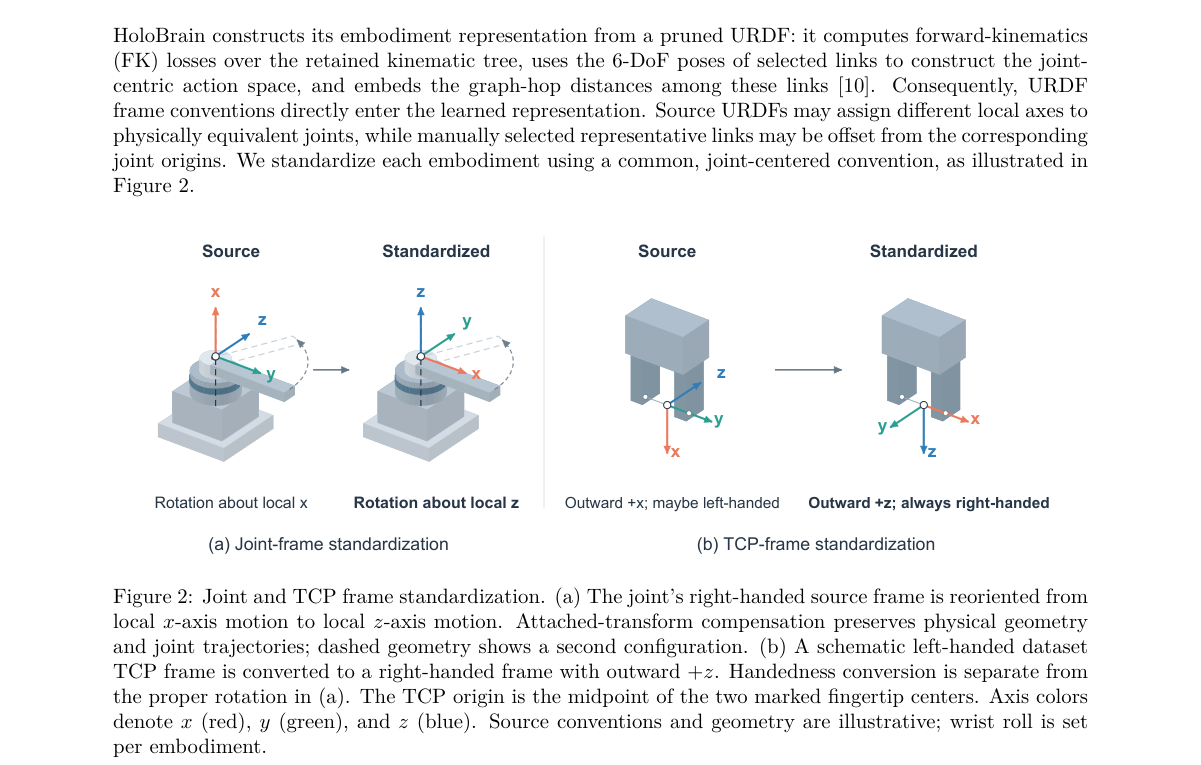 HoloBrain constructs its embodiment representation from a pruned URDF: it computes forward-kinematics
(FK) losses over the retained kinematic tree, uses the 6-DoF poses of selected links to construct the joint-
centric action space, and embeds the graph-hop distances among these links [10]. Consequently, URDF
frame conventions directly enter the learned representation. Source URDFs may assign different local axes to
physically equivalent joints, while manually selected representative links may be offset from the corresponding
joint origins. We standardize each embodiment using a common, joint-centered convention, as illustrated in
Figure 2.
Source
Standardized
x
z
y
z
y
x
Rotation about local x
Rotation about local z
(a) Joint-frame standardization
Source
Standardized
z
y
x
x
y
z
Outward +x; maybe left-handed
Outward +z; always right-handed
(b) TCP-frame standardization
Figure 2: Joint and TCP frame standardization. (a) The joint's right-handed source frame is reoriented from
local x-axis motion to local z-axis motion. Attached-transform compensation preserves physical geometry
and joint trajectories; dashed geometry shows a second configuration. (b) A schematic left-handed dataset
TCP frame is converted to a right-handed frame with outward +z. Handedness conversion is separate from
the proper rotation in (a). The TCP origin is the midpoint of the two marked fingertip centers. Axis colors
denote x (red), y (green), and z (blue). Source conventions and geometry are illustrative; wrist roll is set
per embodiment.